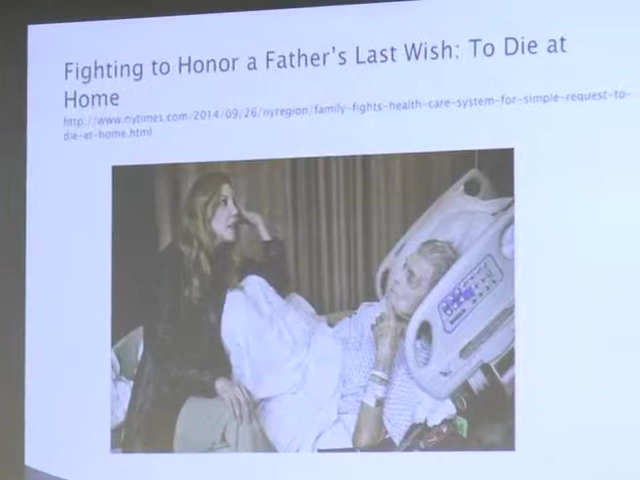 Fighting to Honor a Father's Last Wish: To Die at
Home
http://www.nytimes.com/2014/09/26/nyregion/family-fights-health-care-system-for-simple-request-to-
die-at-home.html